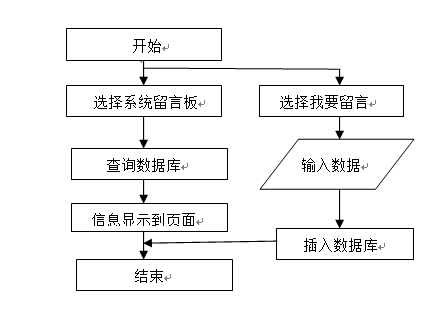 开始
选择系统留言板
选择我要留言
查询数据库
输入数据
信息显示到页面
插入数据库
结束